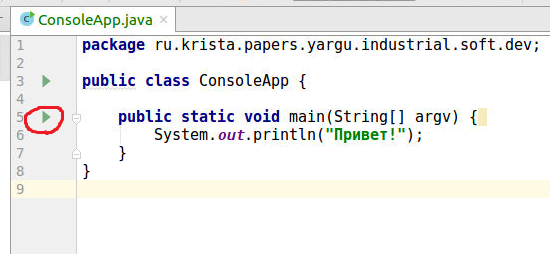 ConsoleApp.java
1 package ru.krista.papers.yargu.industrial.soft.dev;
2
3 public class ConsoleApp {
4
5 public static void main(String[] argv) {
6 System.out.println("Привет!");
7 }
8 }
9